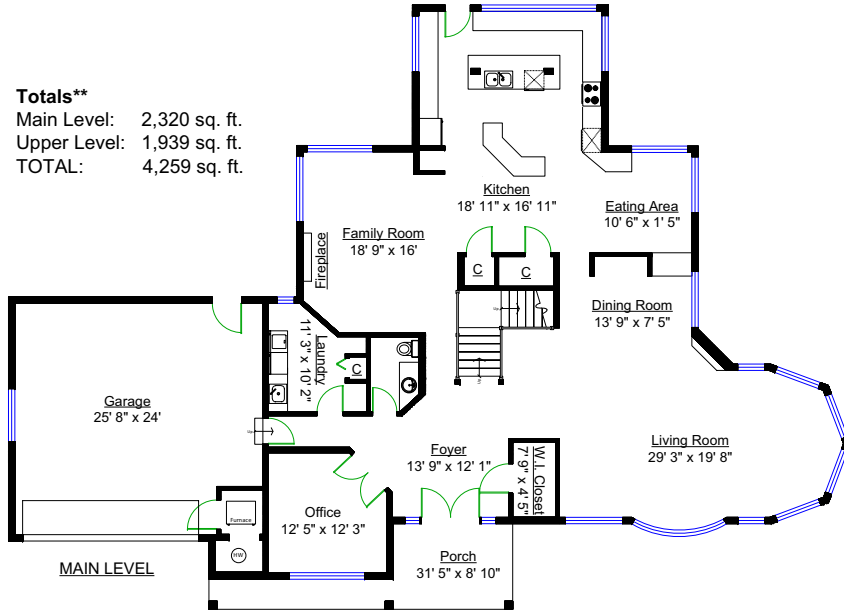 Totals**
Main Level: 2,320 sq. ft.
Upper Level: 1,939 sq. ft.
TOTAL: 4,259 sq. ft.
Kitchen
18' 11" x 16' 11"
Eating Area
10' 6" x 1' 5"
Family Room
18' 9" x 16'
Fireplace
C
C
Dining Room
13' 9" x 7' 5"
Laundry
11' 3" x 10' 2"
C
Garage
25' 8" x 24'
Living Room
29' 3" x 19' 8"
Foyer
13' 9" x 12' 1"
W.I. Closet
7' 9" x 4' 5"
Office
12' 5" x 12' 3"
Furnace
HW
Porch
31' 5" x 8' 10"
MAIN LEVEL